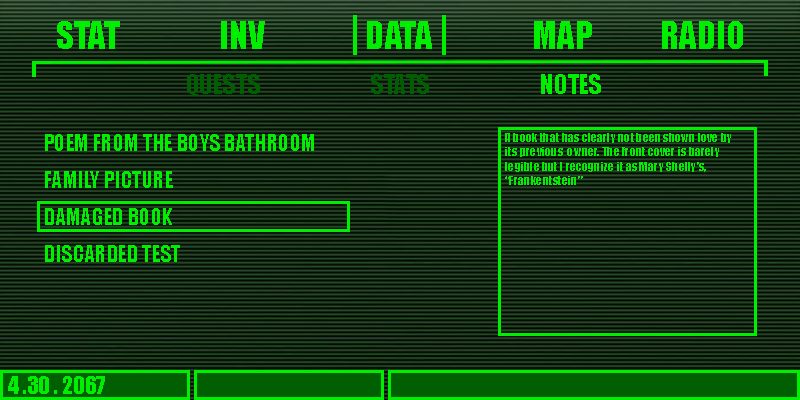 STAT INV DATA MAP RADIO
QUESTS STATS NOTES
POEM FROM THE BOYS BATHROOM
FAMILY PICTURE
DAMAGED BOOK
DISCARDED TEST
A book that has clearly not been shown love by
its previous owner. The front cover is barely
legible but I recognize it as Mary Shelly's,
"Frankentstein"
4.30.2067